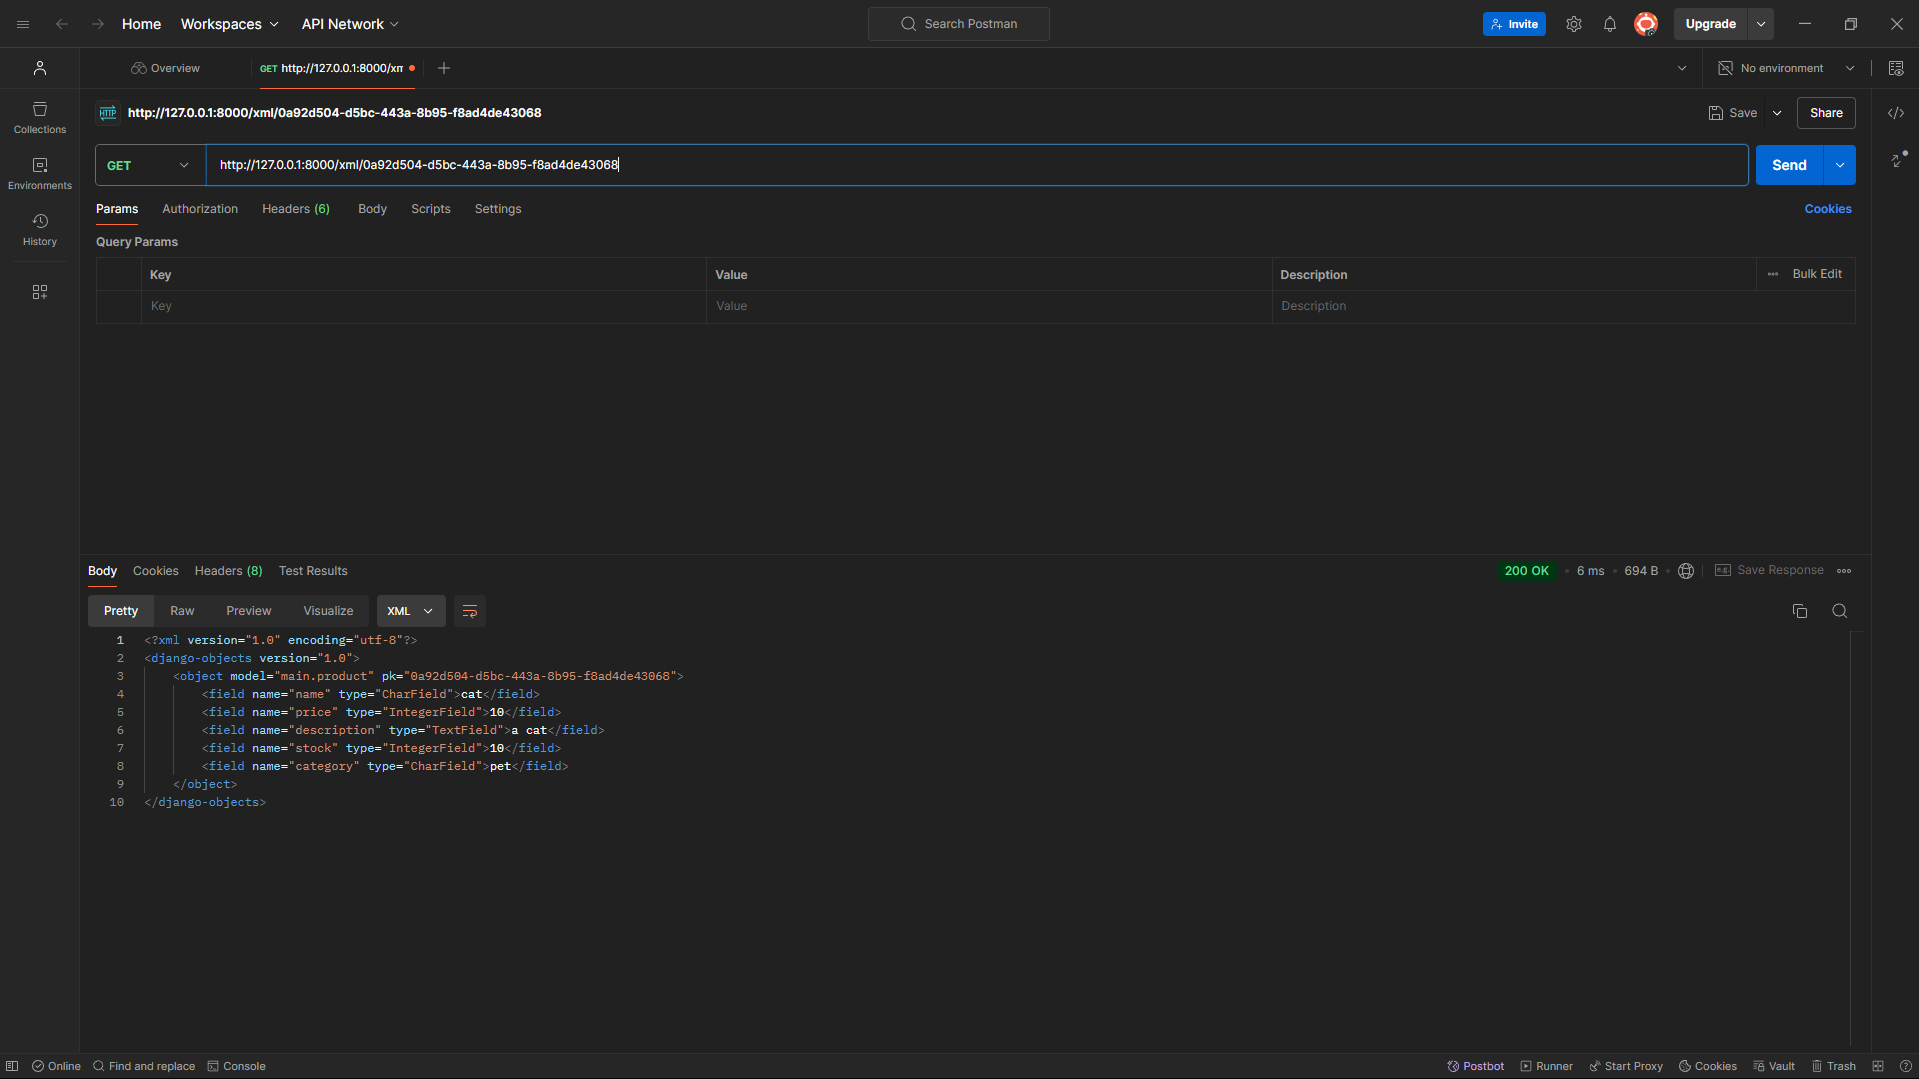 Home Workspaces API Network Search Postman Invite Upgrade
Overview GET http://127.0.0.1:8000/xm No environment
HTTP http://127.0.0.1:8000/xml/0a92d504-d5bc-443a-8b95-f8ad4de43068 Save Share
Collections
GET http://127.0.0.1:8000/xml/0a92d504-d5bc-443a-8b95-f8ad4de43068 Send
Environments
History
Params Authorization Headers (6) Body Scripts Settings Cookies
Query Params
Key Value Description Bulk Edit
Key Value Description
Body Cookies Headers (8) Test Results 200 OK 6 ms 694 B e.g. Save Response
Pretty Raw Preview Visualize XML
1 <?xml version="1.0" encoding="utf-8"?>
2 <django-objects version="1.0">
3 <object model="main.product" pk="0a92d504-d5bc-443a-8b95-f8ad4de43068">
4 <field name="name" type="CharField">cat</field>
5 <field name="price" type="IntegerField">10</field>
6 <field name="description" type="TextField">a cat</field>
7 <field name="stock" type="IntegerField">10</field>
8 <field name="category" type="CharField">pet</field>
9 </object>
10 </django-objects>
Online Find and replace Console Postbot Runner Start Proxy Cookies Vault Trash